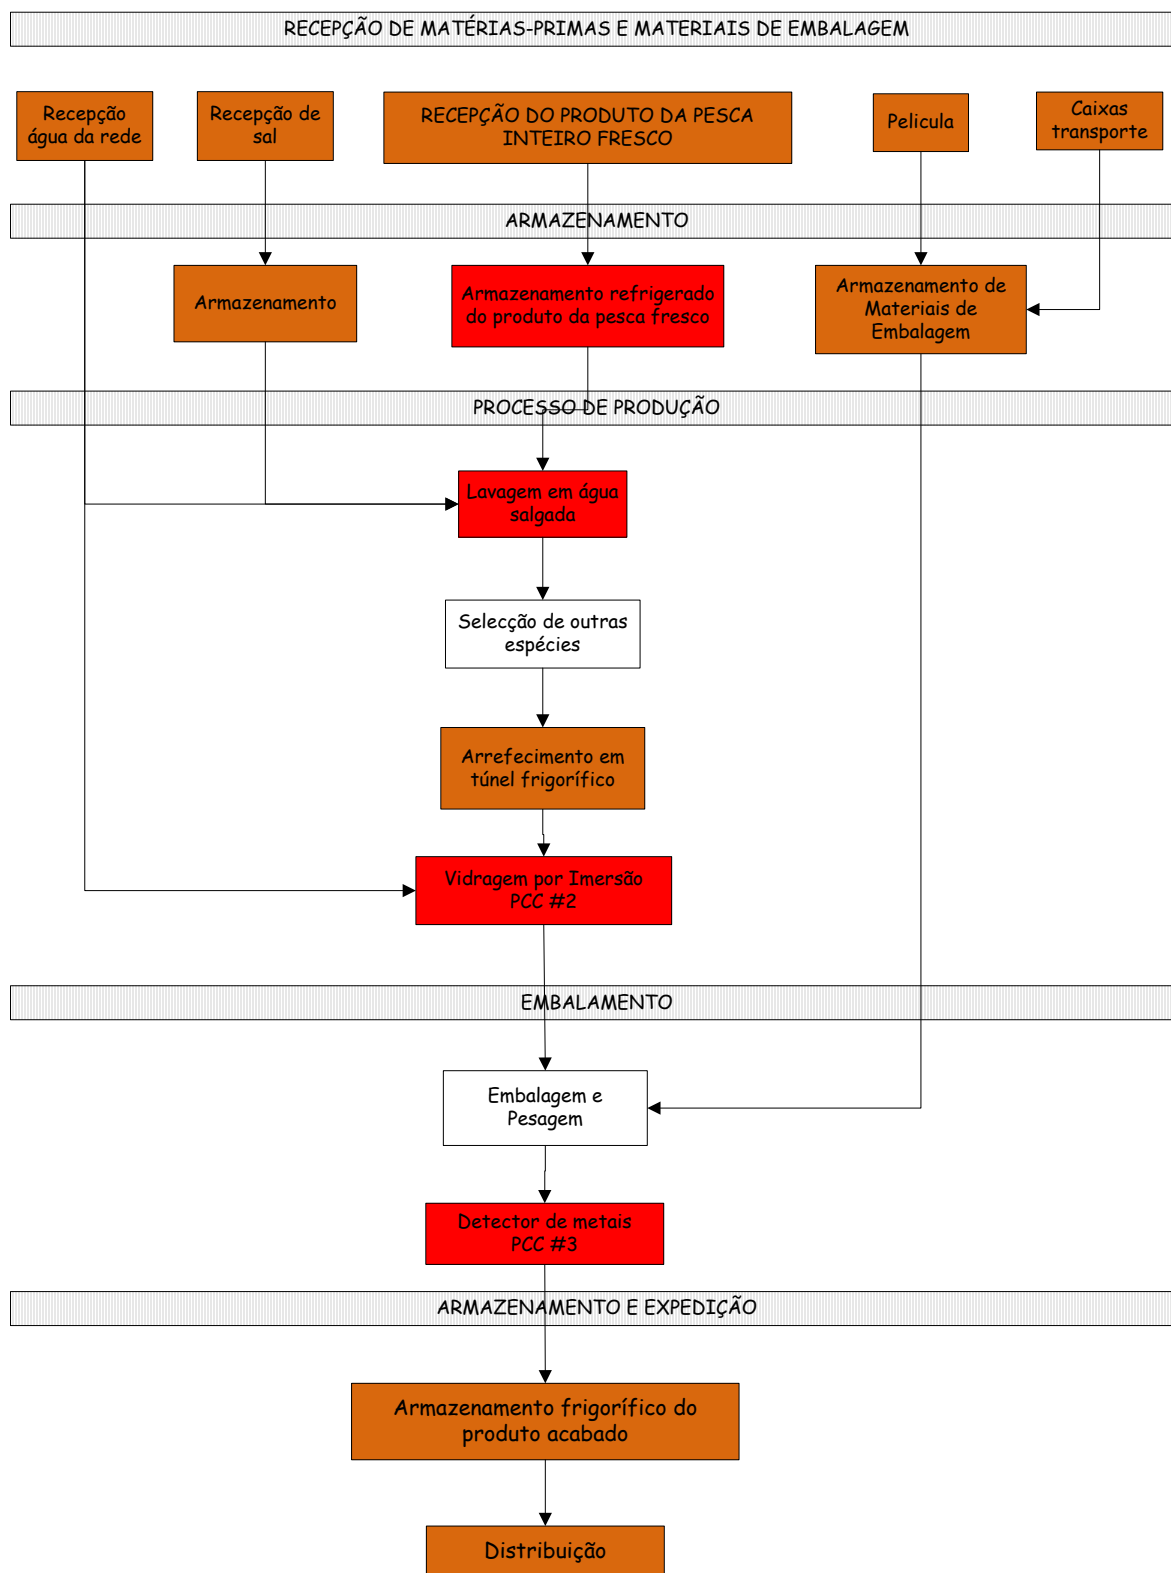 RECEPÇÃO DE MATÉRIAS-PRIMAS E MATERIAIS DE EMBALAGEM
Recepção
água da rede
Recepção de
sal
RECEPÇÃO DO PRODUTO DA PESCA
INTEIRO FRESCO
Pelicula
Caixas
transporte
ARMAZENAMENTO
Armazenamento
Armazenamento refrigerado
do produto da pesca fresco
Armazenamento de
Materiais de
Embalagem
PROCESSO DE PRODUÇÃO
Lavagem em água
salgada
Selecção de outras
espécies
Arrefecimento em
túnel frigorífico
Vidragem por Imersão
PCC #2
EMBALAMENTO
Embalagem e
Pesagem
Detector de metais
PCC #3
ARMAZENAMENTO E EXPEDIÇÃO
Armazenamento frigorífico do
produto acabado
Distribuição